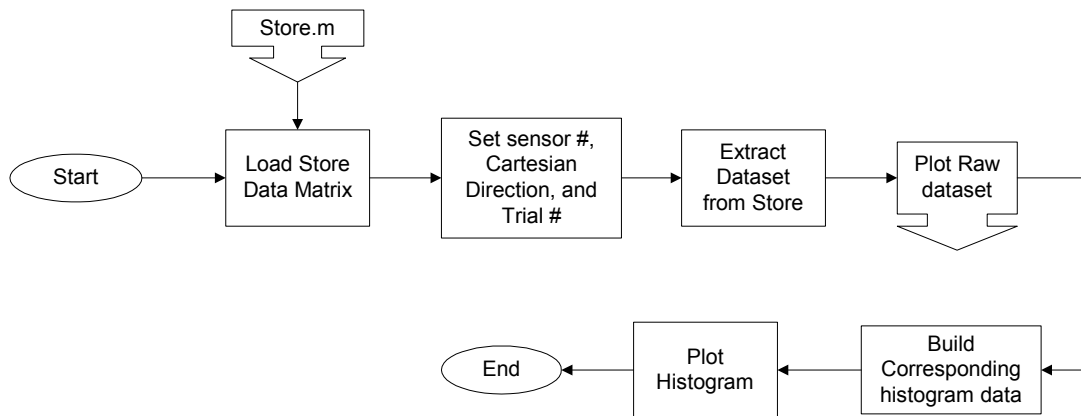 Store.m
Start
Load Store
Data Matrix
Set sensor #,
Cartesian
Direction, and
Trial #
Extract
Dataset
from Store
Plot Raw
dataset
Build
Corresponding
histogram data
Plot
Histogram
End